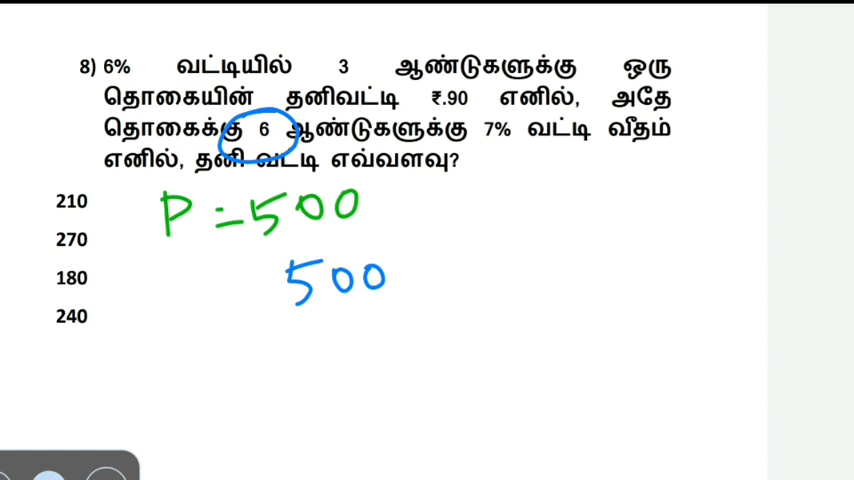 8) 6% வட்டியில் 3 ஆண்டுகளுக்கு ஒரு
தொகையின் தனிவட்டி ₹.90 எனில், அதே
தொகைக்கு 6 ஆண்டுகளுக்கு 7% வட்டி வீதம்
எனில், தனி வட்டி எவ்வளவு?
210
P = 500
270
180
500
240